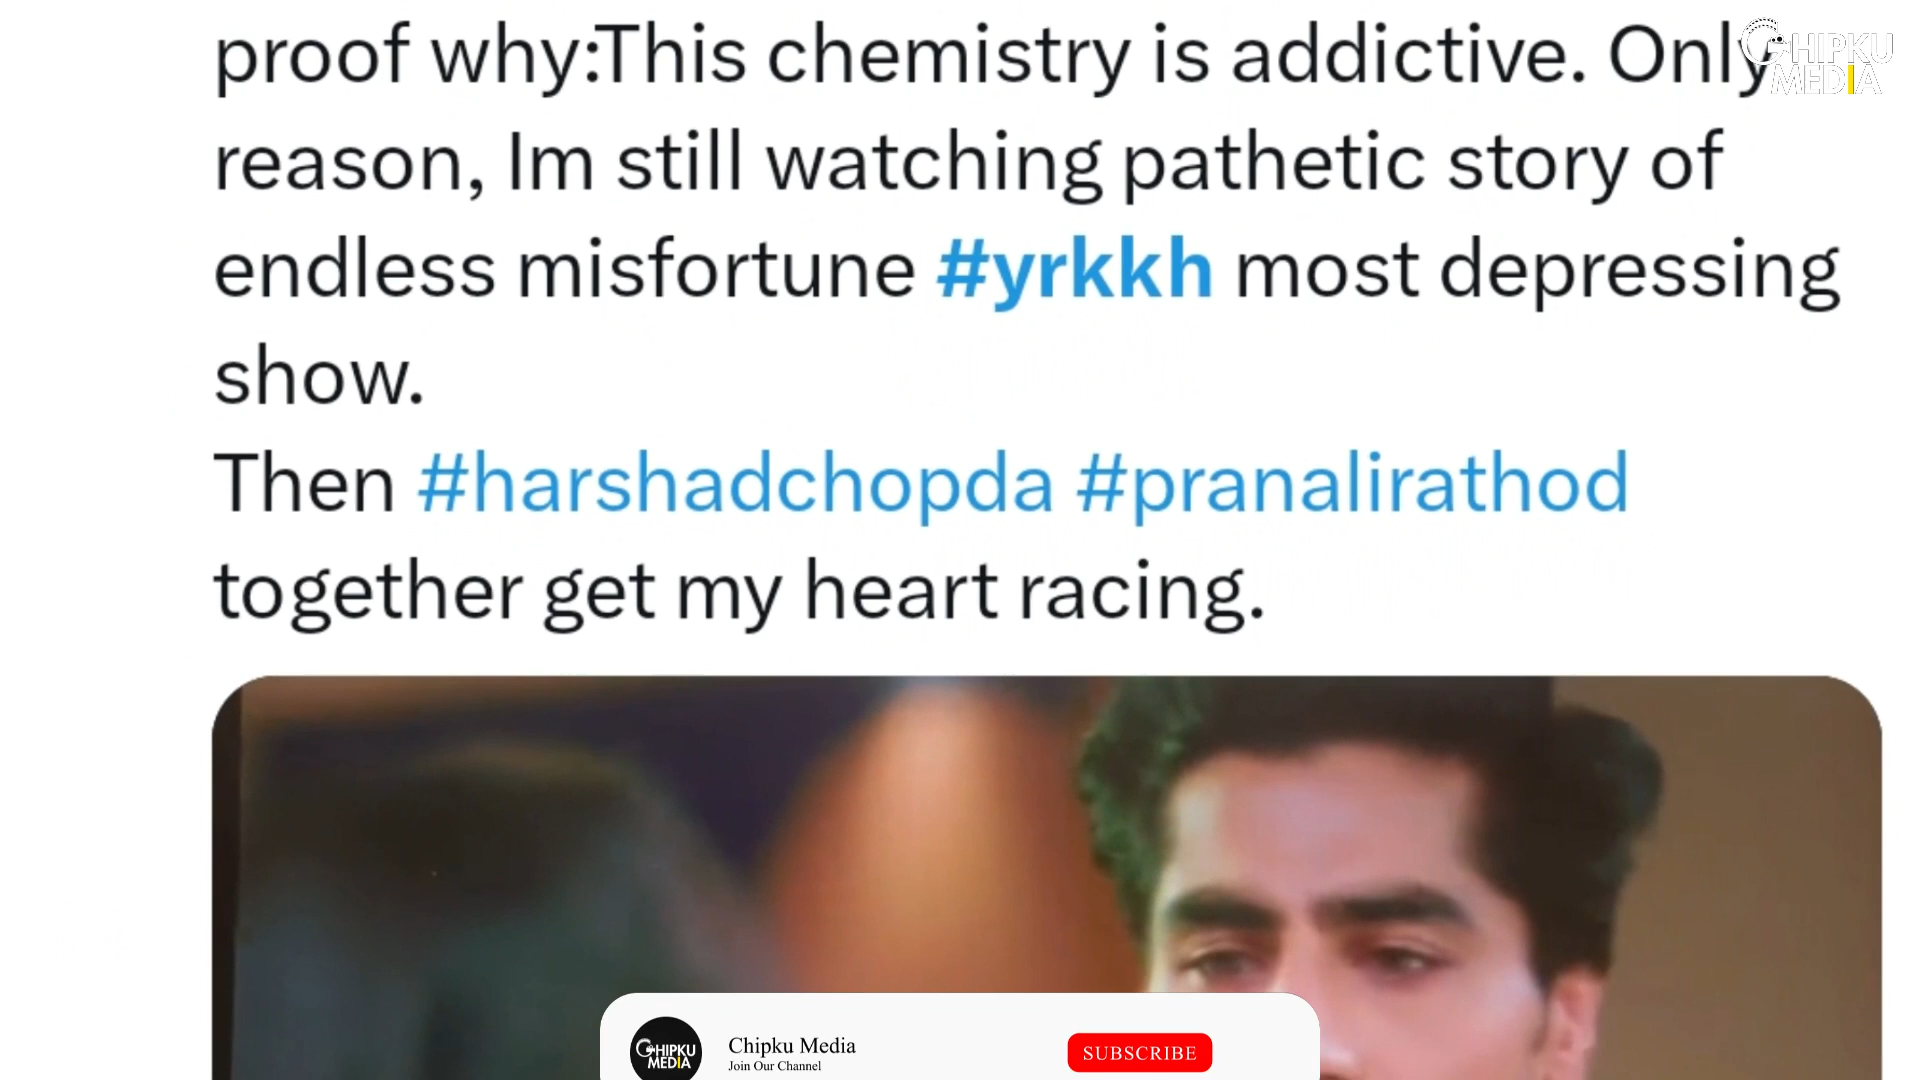 proof why:This chemistry is addictive. Only
CHIPKU
MEDIA
reason, Im still watching pathetic story of
endless misfortune #yrkkh most depressing
show.
Then #harshadchopda #pranalirathod
together get my heart racing.
CHIPKU
MEDIA
Chipku Media
Join Our Channel
SUBSCRIBE